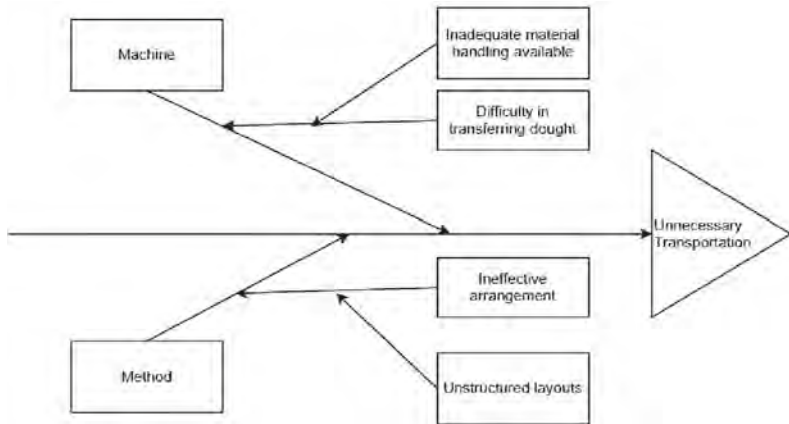 Machine
Inadequate material
handling available
Difficulty in
transferring dought
Unnecessary
Transportation
Ineffective
arrangement
Method
Unstructured layouts